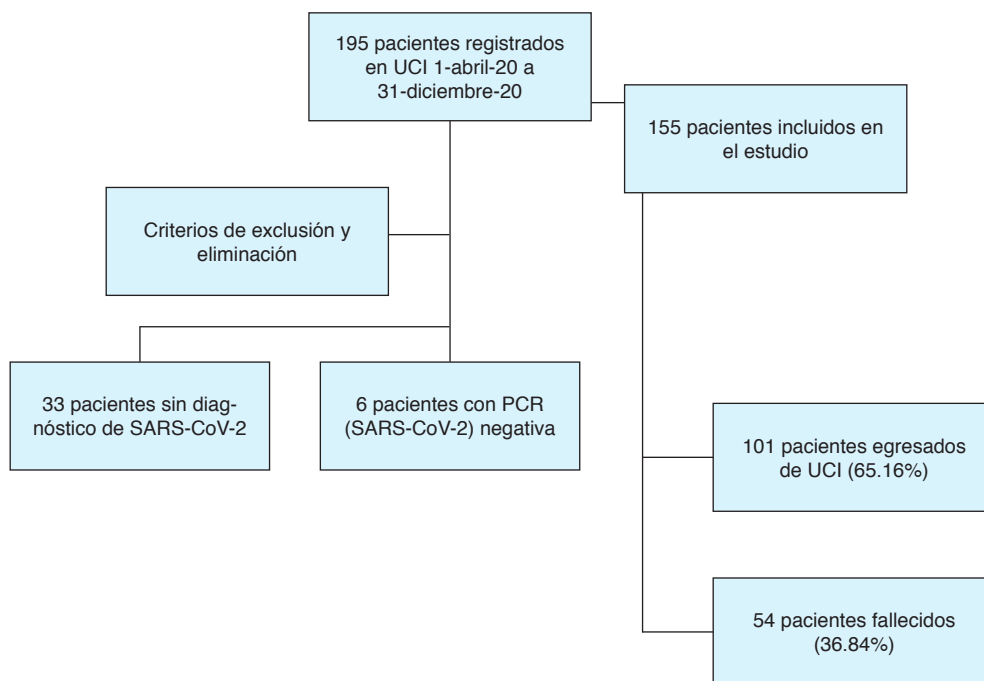 195 pacientes registrados
en UCI 1-abril-20 a
31-diciembre-20
155 pacientes incluidos en
el estudio
Criterios de exclusión y
eliminación
33 pacientes sin diag-
nóstico de SARS-CoV-2
6 pacientes con PCR
(SARS-CoV-2) negativa
101 pacientes egresados
de UCI (65.16%)
54 pacientes fallecidos
(36.84%)